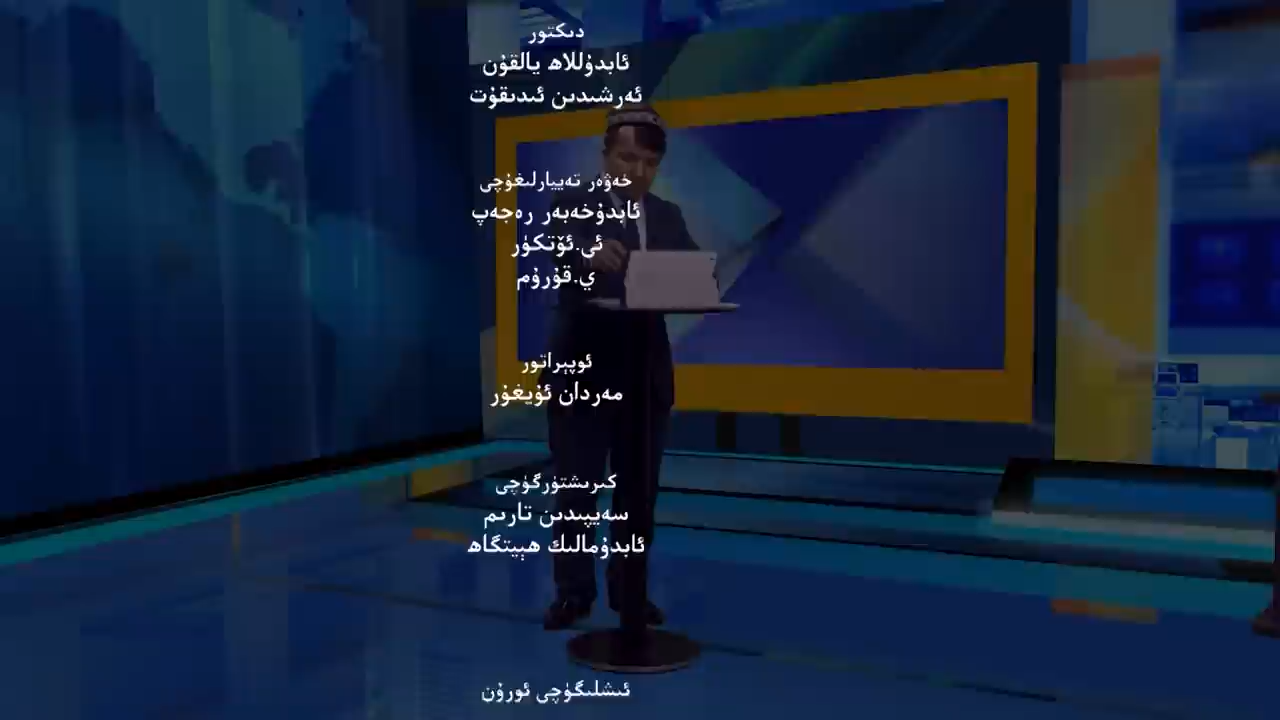 دىكتور
ئابدۇللاھ يالقۇن
ئەرشىدىن ئىدىقۇت
خەۋەر تەييارلىغۇچى
ئابدۇخەبەر رەجەپ
ئى.ئۆتكۈر
ي.قۇرۇم
ئوپېراتور
مەردان ئۇيغۇر
كىرىشتۈرگۈچى
سەيپىدىن تارىم
ئابدۇمالىك ھېيتگاھ
ئىشلىگۈچى ئورۇن